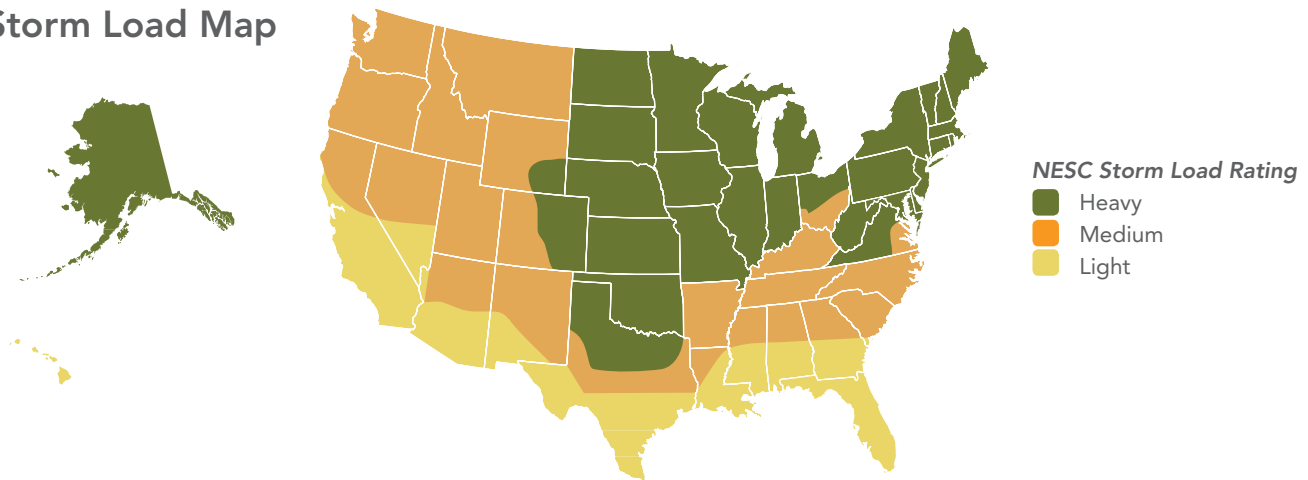 Storm Load Map
NESC Storm Load Rating
Heavy
Medium
Light